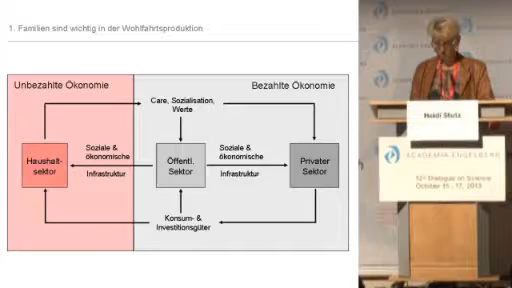 1. Familien sind wichtig in der Wohlfahrtsproduktion
Unbezahlte Ökonomie
Bezahlte Ökonomie
Care, Sozialisation,
Werte
Soziale &
ökonomische
Infrastruktur
Soziale &
ökonomische
Infrastruktur
Haushalt-
sektor
Öffentl.
Sektor
Privater
Sektor
Konsum- &
Investitionsgüter
Heidi Stutz
ACADEMIA ENGELBERG
12th Dialogue on Science
October 15 - 17, 2013